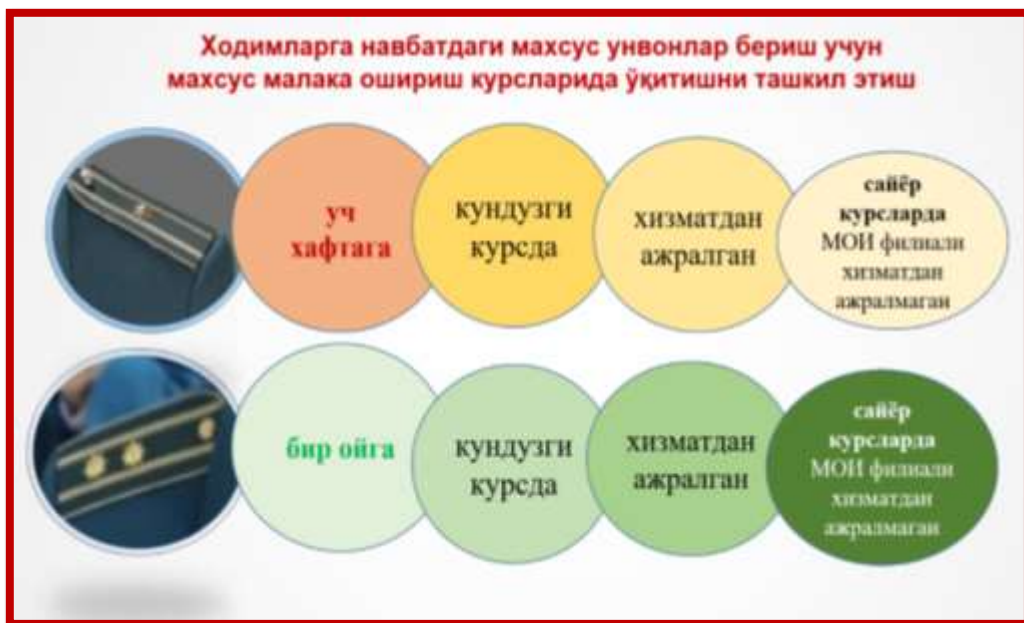 Ходимларга навбатдаги махсус унвонлар бериш учун
махсус малака ошириш курсларида ўқитишни ташкил этиш
уч
хафтага
кундузги
курсда
хизматдан
ажралган
сайёр
курсларда
МОИ филиали
хизматдан
ажралмаган
бир ойга
кундузги
курсда
хизматдан
ажралган
сайёр
курсларда
МОИ филиали
хизматдан
ажралмаган